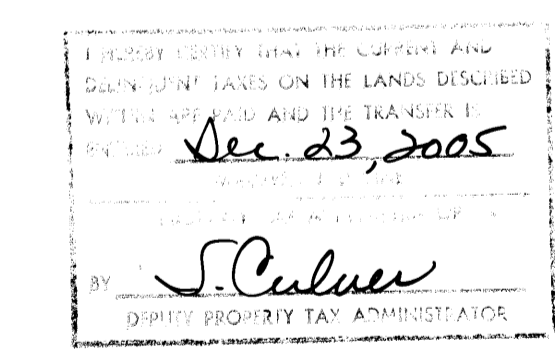 I HEREBY CERTIFY THAT THE CURRENT AND
DELINQUENT TAXES ON THE LANDS DESCRIBED
WITHIN ARE PAID AND THE TRANSFER IS
ENTERED Dec. 23, 2005
BY S. Culver
DEPUTY PROPERTY TAX ADMINISTRATOR